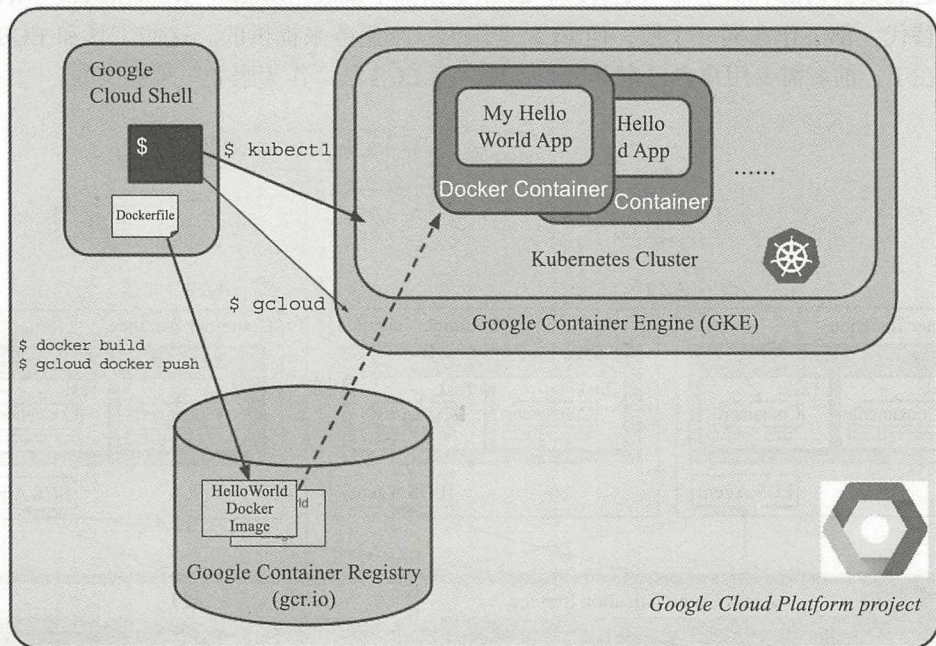 Google
Cloud Shell
$
Dockerfile
$ kubectl
My Hello
World App
Docker Container
Hello
d App
Container
......
Kubernetes Cluster
$ gcloud
Google Container Engine (GKE)
$ docker build
$ gcloud docker push
HelloWorld
Docker
Image
Google Container Registry
(gcr.io)
Google Cloud Platform project